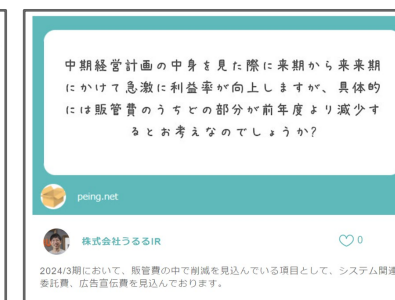 中期経営計画の中身を見た際に来期から来来期
にかけて急激に利益率が向上しますが、具体的
には販管費のうちどの部分が前年度より減少す
るとお考えなのでしょうか?
peing.net
株式会社うるるIR
0
2024/3期において、販管費の中で削減を見込んでいる項目として、システム関連
委託費、広告宣伝費を見込んでおります。